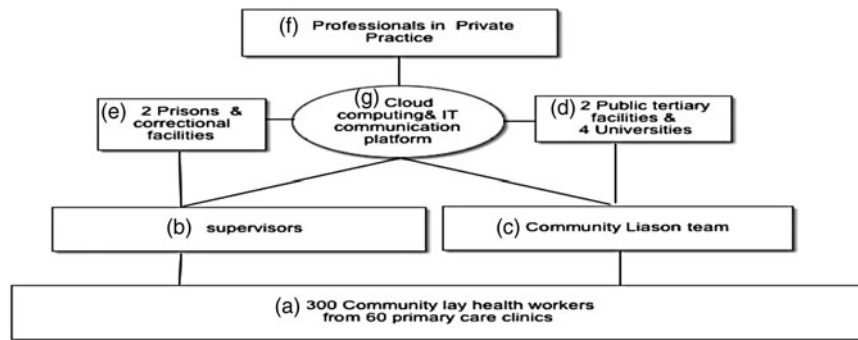 (f) Professionals in Private
Practice
(e) 2 Prisons &
correctional
facilities
(g) Cloud
computing& IT
communication
platform
(d) 2 Public tertiary
facilities &
4 Universities
(b) supervisors
(c) Community Liason team
(a) 300 Community lay health workers
from 60 primary care clinics